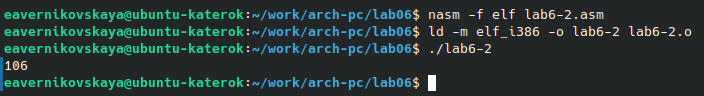 eavernikovskaya@ubuntu-katerok:~/work/arch-pc/lab06$ nasm -f elf lab6-2.asm
eavernikovskaya@ubuntu-katerok:~/work/arch-pc/lab06$ ld -m elf_i386 -o lab6-2 lab6-2.o
eavernikovskaya@ubuntu-katerok:~/work/arch-pc/lab06$ ./lab6-2
106
eavernikovskaya@ubuntu-katerok:~/work/arch-pc/lab06$